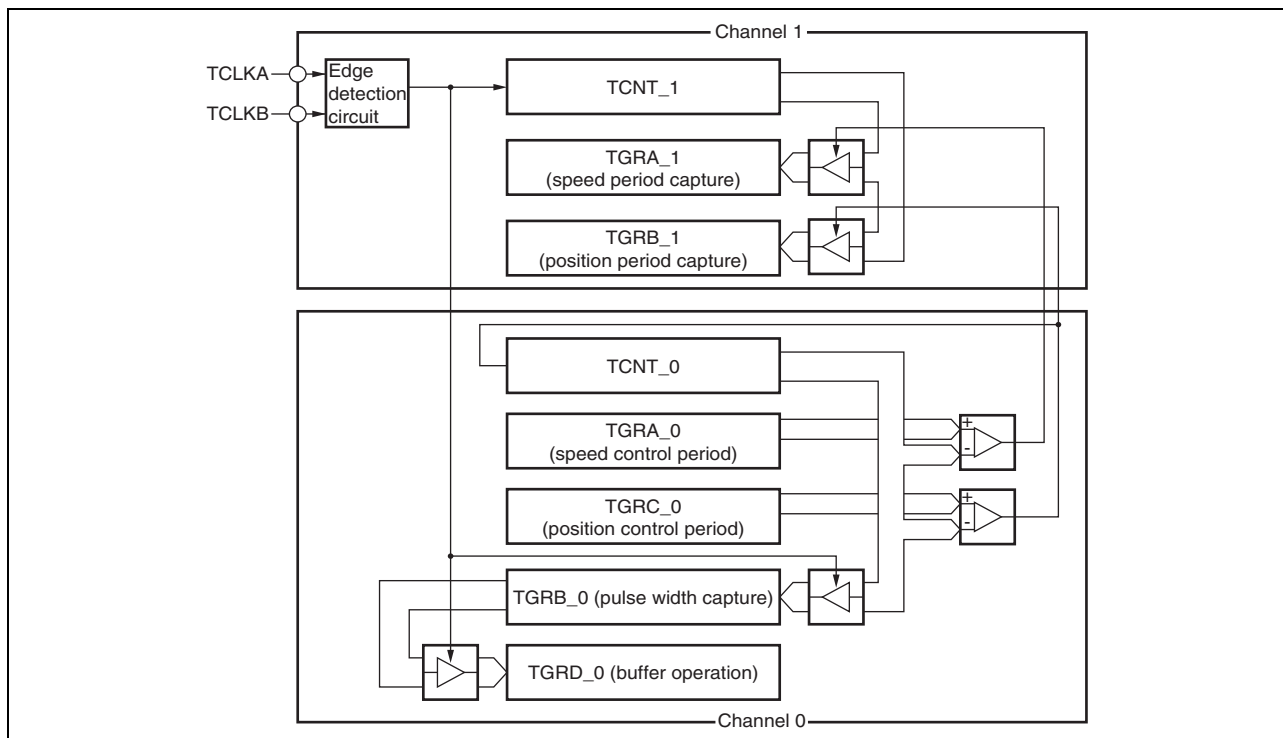 Channel 1
TCLKA
TCLKB
Edge
detection
circuit
TCNT_1
TGRA_1
(speed period capture)
TGRB_1
(position period capture)
TCNT_0
TGRA_0
(speed control period)
+
-
TGRC_0
(position control period)
+
-
TGRB_0 (pulse width capture)
TGRD_0 (buffer operation)
Channel 0